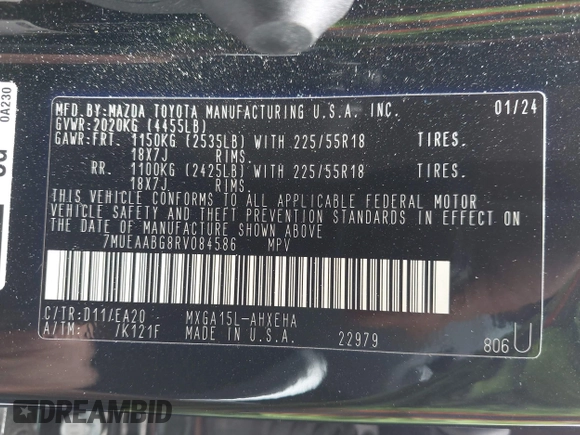 0A230
MFD.BY:MAZDA TOYOTA MANUFACTURING U.S.A. INC. 01/24
GVWR:2020KG (4455LB)
GAWR:FRT. 1150KG (2535LB) WITH 225/55R18 TIRES.
18X7J RIMS.
RR. 1100KG (2425LB) WITH 225/55R18 TIRES.
18X7J RIMS.
THIS VEHICLE CONFORMS TO ALL APPLICABLE FEDERAL MOTOR
VEHICLE SAFETY AND THEFT PREVENTION STANDARDS IN EFFECT ON
THE DATE OF MANUFACTURE SHOWN ABOVE
7MUEAABG8RV084586 MPV
C/TR:D11/EA20 MXGA15L-AHXEHA
A/TM: /K121F MADE IN U.S.A. 22979 806U
DREAMBID